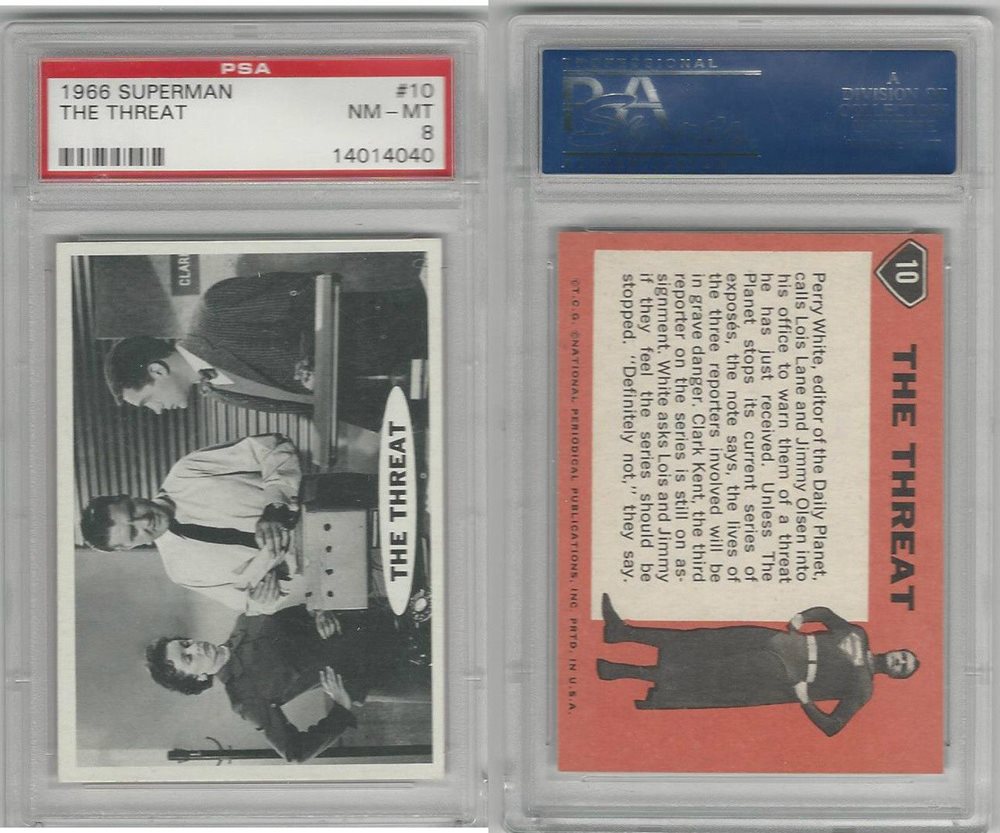 PSA
1966 SUPERMAN #10
THE THREAT NM - MT
8
14014040
CLAR
THE THREAT
PROFESSIONAL
PSA
A
DIVISION OF
10
THE THREAT
Perry White, editor of the Daily Planet,
calls Lois Lane and Jimmy Olsen into
his office to warn them of a threat
he has just received. Unless The
Planet stops its current series of
exposés, the note says, the lives of
the three reporters involved will be
in grave danger. Clark Kent, the third
reporter on the series is still on as-
signment. White asks Lois and Jimmy
if they feel the series should be
stopped. "Definitely not," they say.
©T.C.G. ©NATIONAL PERIODICAL PUBLICATIONS, INC. PRTD. IN U.S.A.